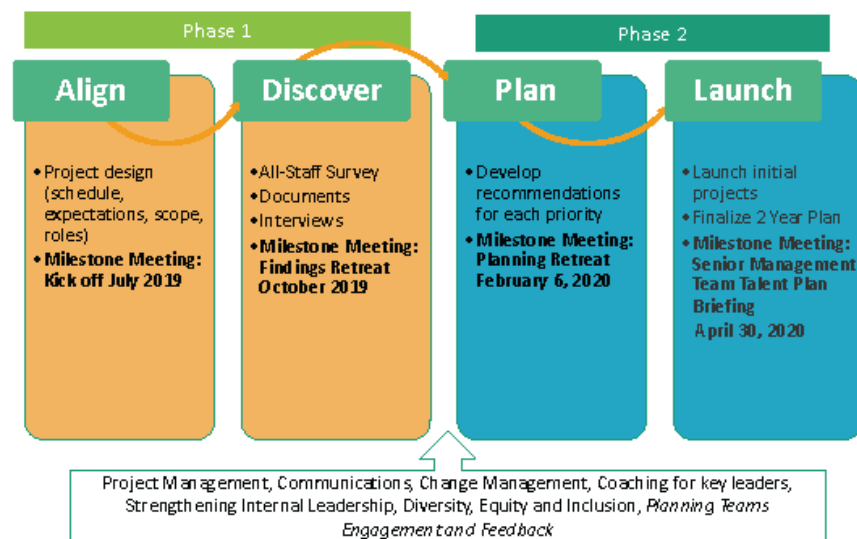 Phase 1
Phase 2
Align
Discover
Plan
Launch
•Project design
(schedule,
expectations, scope,
roles)
•Milestone Meeting:
Kick off July 2019
•All-Staff Survey
•Documents
•Interviews
•Milestone Meeting:
Findings Retreat
October 2019
•Develop
recommendations
for each priority
•Milestone Meeting:
Planning Retreat
February 6, 2020
•Launch initial
projects
•Finalize 2 Year Plan
•Milestone Meeting:
Senior Management
Team Talent Plan
Briefing
April 30, 2020
Project Management, Communications, Change Management, Coaching for key leaders,
Strengthening Internal Leadership, Diversity, Equity and Inclusion, Planning Teams
Engagement and Feedback